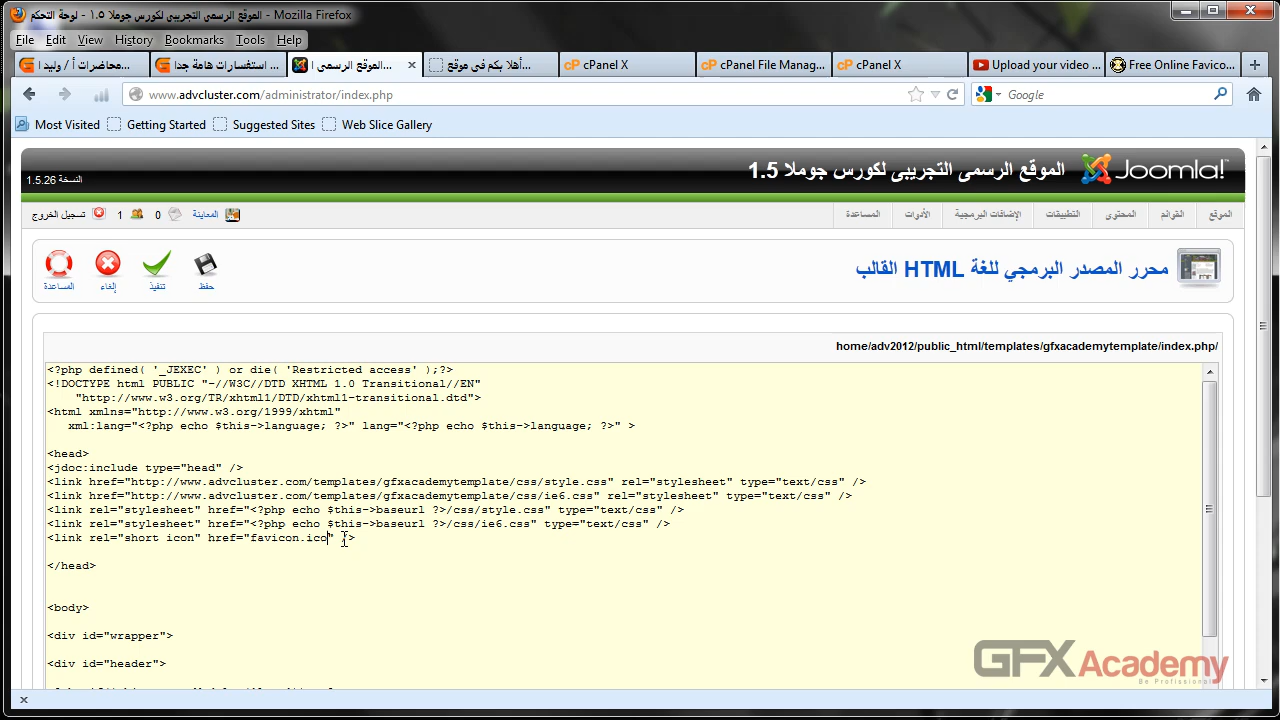 الموقع الرسمى التجريبى لكورس جوملا ١.٥ - لوحة التحكم - Mozilla Firefox
File Edit View History Bookmarks Tools Help
محاضرات أ / وليد ا...
استفسارات هامة جدا ...
الموقع الرسمى ا...
أهلا بكم فى موقع...
cPanel X
cPanel File Manag...
cPanel X
Upload your video ...
Free Online Favico...
www.advcluster.com/administrator/index.php
Google
Most Visited Getting Started Suggested Sites Web Slice Gallery
Joomla! الموقع الرسمى التجريبى لكورس جوملا 1.5
النسخة 1.5.26
الموقع القوائم المحتوى التطبيقات الإضافات البرمجية الأدوات المساعدة
المعاينة 0 1 تسجيل الخروج
محرر المصدر البرمجي للغة HTML القالب
حفظ تنفيذ إلغاء المساعدة
home/adv2012/public_html/templates/gfxacademytemplate/index.php/
<?php defined( '_JEXEC' ) or die( 'Restricted access' );?>
<!DOCTYPE html PUBLIC "-//W3C//DTD XHTML 1.0 Transitional//EN"
"http://www.w3.org/TR/xhtml1/DTD/xhtml1-transitional.dtd">
<html xmlns="http://www.w3.org/1999/xhtml"
xml:lang="<?php echo $this->language; ?>" lang="<?php echo $this->language; ?>" >
<head>
<jdoc:include type="head" />
<link href="http://www.advcluster.com/templates/gfxacademytemplate/css/style.css" rel="stylesheet" type="text/css" />
<link href="http://www.advcluster.com/templates/gfxacademytemplate/css/ie6.css" rel="stylesheet" type="text/css" />
<link rel="stylesheet" href="<?php echo $this->baseurl ?>/css/style.css" type="text/css" />
<link rel="stylesheet" href="<?php echo $this->baseurl ?>/css/ie6.css" type="text/css" />
<link rel="short icon" href="favicon.ico" />
</head>
<body>
<div id="wrapper">
<div id="header">
GFX Academy
Be Professional